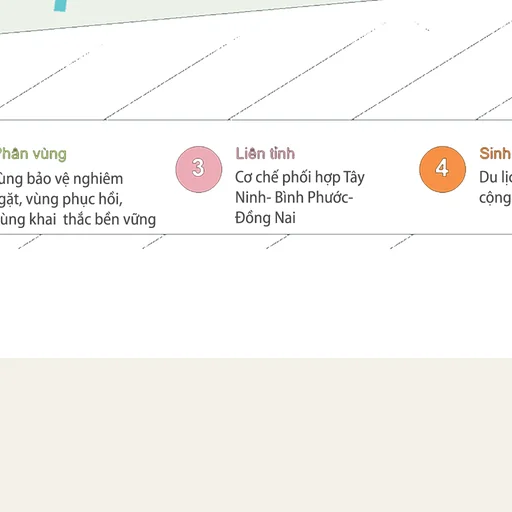 Phân vùng
ùng bảo vệ nghiêm
gặt, vùng phục hồi,
ùng khai thác bền vững
3
Liên tỉnh
Cơ chế phối hợp Tây
Ninh- Bình Phước-
Đồng Nai
4
Sinh
Du lị
cộng